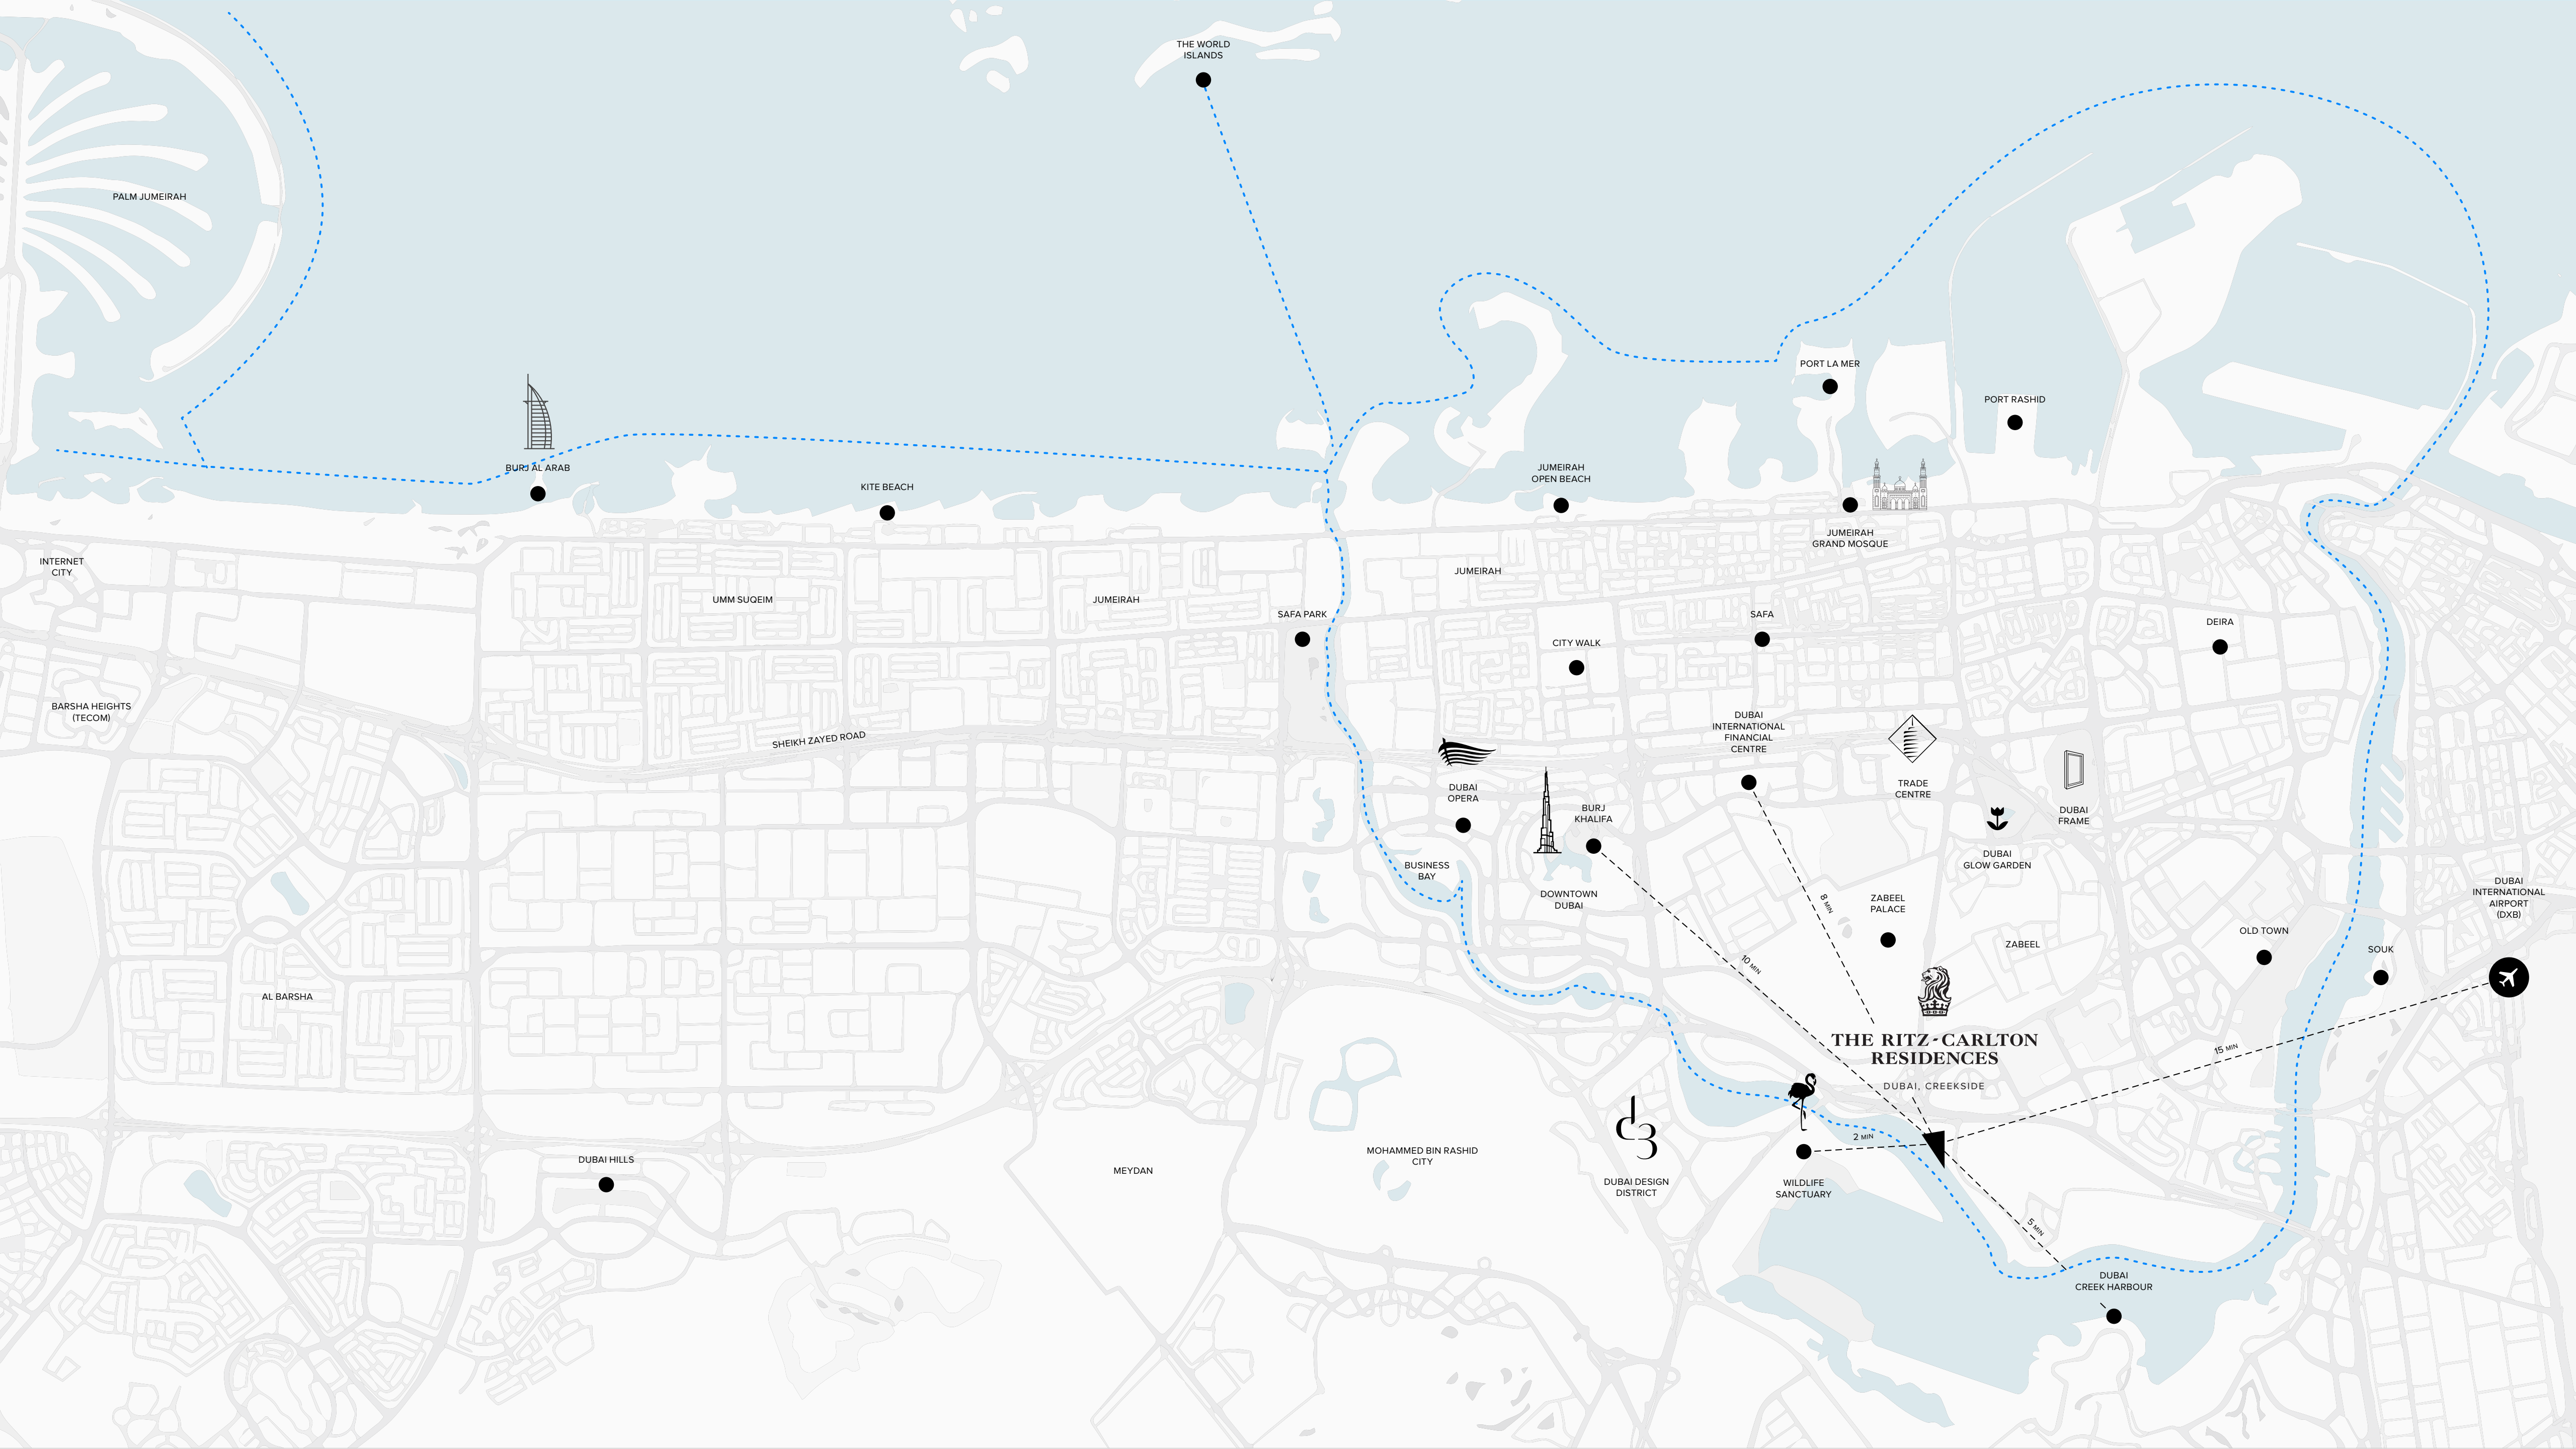 THE WORLD
ISLANDS
PALM JUMEIRAH
PORT LA MER
PORT RASHID
BURJ AL ARAB
KITE BEACH
JUMEIRAH
OPEN BEACH
JUMEIRAH
GRAND MOSQUE
INTERNET
CITY
UMM SUQEIM
JUMEIRAH
JUMEIRAH
SAFA PARK
SAFA
DEIRA
CITY WALK
BARSHA HEIGHTS
(TECOM)
SHEIKH ZAYED ROAD
DUBAI
INTERNATIONAL
FINANCIAL
CENTRE
TRADE
CENTRE
DUBAI
OPERA
BURJ
KHALIFA
DUBAI
FRAME
DUBAI
GLOW GARDEN
BUSINESS
BAY
DOWNTOWN
DUBAI
8 MIN
ZABEEL
PALACE
DUBAI
INTERNATIONAL
AIRPORT
(DXB)
OLD TOWN
ZABEEL
SOUK
10 MIN
AL BARSHA
THE RITZ-CARLTON
RESIDENCES
DUBAI, CREEKSIDE
15 MIN
d3
2 MIN
DUBAI HILLS
MEYDAN
MOHAMMED BIN RASHID
CITY
DUBAI DESIGN
DISTRICT
WILDLIFE
SANCTUARY
5 MIN
DUBAI
CREEK HARBOUR